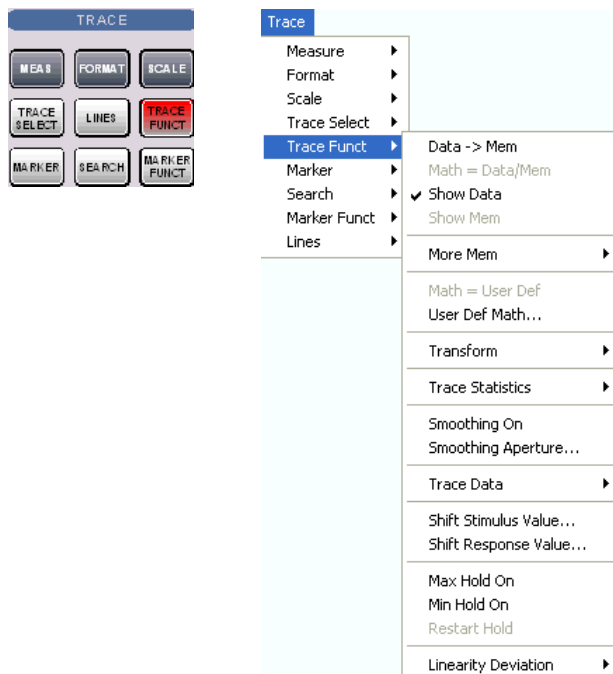 TRACE
MEAS
FORMAT
SCALE
TRACE
SELECT
LINES
TRACE
FUNCT
MARKER
SEARCH
MARKER
FUNCT
Trace
Measure
Format
Scale
Trace Select
Trace Funct
Marker
Search
Marker Funct
Lines
Data -> Mem
Math = Data/Mem
Show Data
Show Mem
More Mem
Math = User Def
User Def Math...
Transform
Trace Statistics
Smoothing On
Smoothing Aperture...
Trace Data
Shift Stimulus Value...
Shift Response Value...
Max Hold On
Min Hold On
Restart Hold
Linearity Deviation